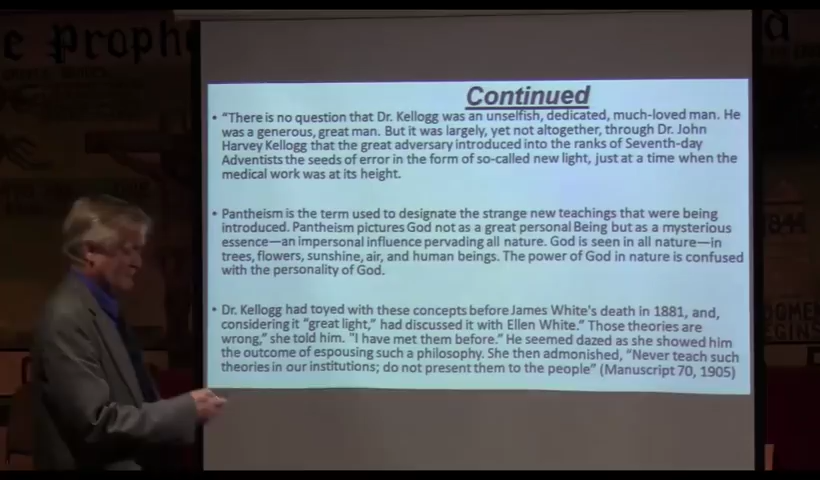 e Proph
d
Continued
• “There is no question that Dr. Kellogg was an unselfish, dedicated, much-loved man. He
was a generous, great man. But it was largely, yet not altogether, through Dr. John
Harvey Kellogg that the great adversary introduced into the ranks of Seventh-day
Adventists the seeds of error in the form of so-called new light, just at a time when the
medical work was at its height.
• Pantheism is the term used to designate the strange new teachings that were being
introduced. Pantheism pictures God not as a great personal Being but as a mysterious
essence—an impersonal influence pervading all nature. God is seen in all nature—in
trees, flowers, sunshine, air, and human beings. The power of God in nature is confused
with the personality of God.
• Dr. Kellogg had toyed with these concepts before James White's death in 1881, and,
considering it “great light,” had discussed it with Ellen White.” Those theories are
wrong,” she told him. “I have met them before.” He seemed dazed as she showed him
the outcome of espousing such a philosophy. She then admonished, “Never teach such
theories in our institutions; do not present them to the people” (Manuscript 70, 1905)
1844
DGMEN
EGINS